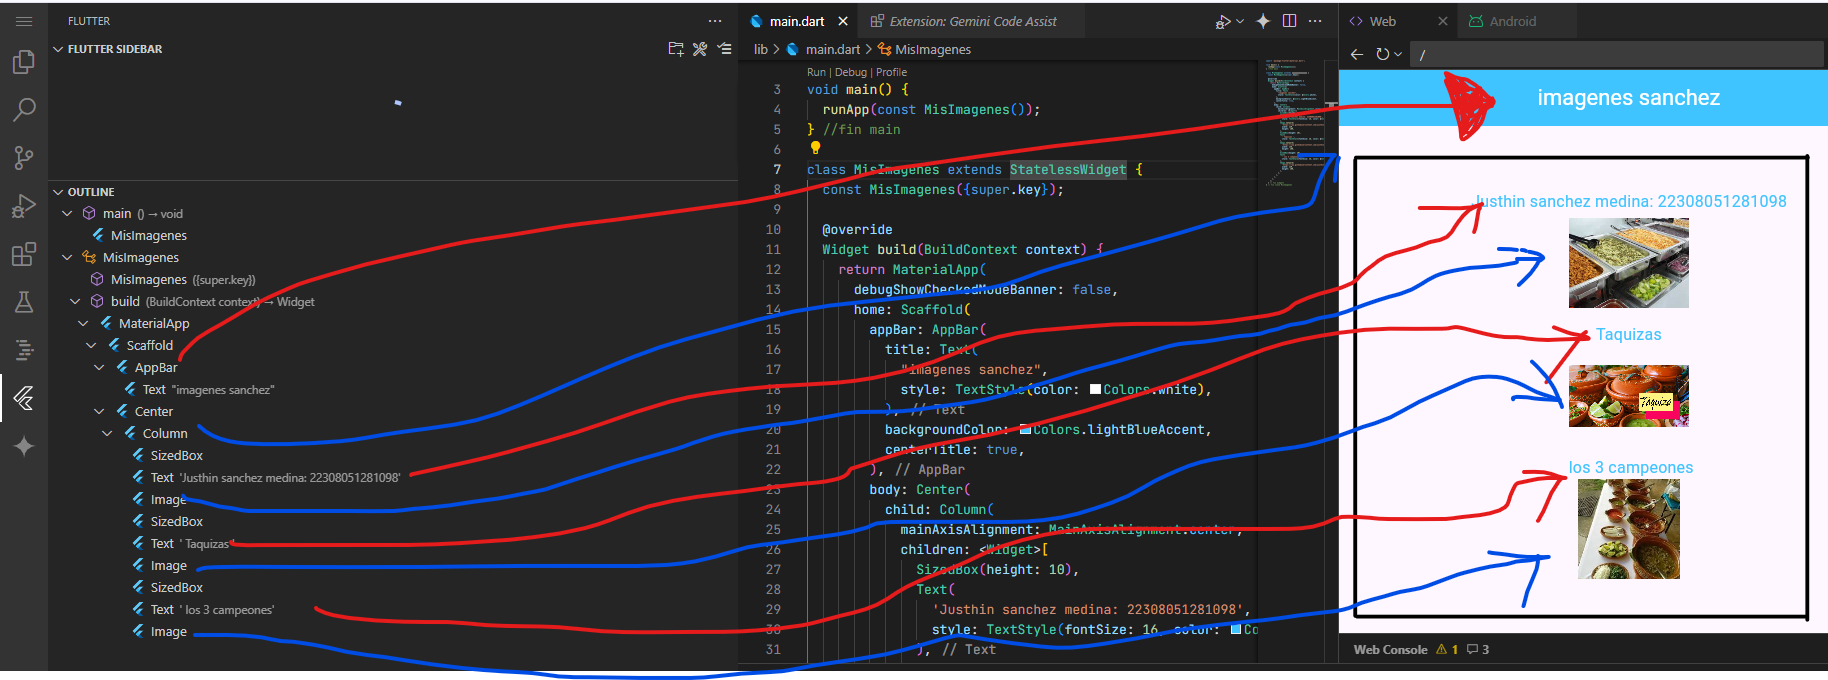 FLUTTER
FLUTTER SIDEBAR
OUTLINE
main () → void
MisImagenes
MisImagenes
MisImagenes ({super.key})
build (BuildContext context) → Widget
MaterialApp
Scaffold
AppBar
Text "imagenes sanchez"
Center
Column
SizedBox
Text 'Justhin sanchez medina: 22308051281098'
Image
SizedBox
Text ' Taquizas'
Image
SizedBox
Text ' los 3 campeones'
Image
main.dart
Extension: Gemini Code Assist
lib > main.dart > MisImagenes
Run | Debug | Profile
3 void main() {
4 runApp(const MisImagenes());
5 } //fin main
6
7 class MisImagenes extends StatelessWidget {
8 const MisImagenes({super.key});
9
10 @override
11 Widget build(BuildContext context) {
12 return MaterialApp(
13 debugShowCheckedModeBanner: false,
14 home: Scaffold(
15 appBar: AppBar(
16 title: Text(
17 "imagenes sanchez",
18 style: TextStyle(color: Colors.white),
19 ), // Text
20 backgroundColor: Colors.lightBlueAccent,
21 centerTitle: true,
22 ), // AppBar
23 body: Center(
24 child: Column(
25 mainAxisAlignment: MainAxisAlignment.center,
26 children: <Widget>[
27 SizedBox(height: 10),
28 Text(
29 'Justhin sanchez medina: 22308051281098',
30 style: TextStyle(fontSize: 16, color: Co
31 ), // Text
Web
Android
/
imagenes sanchez
Justhin sanchez medina: 22308051281098
Taquizas
Taquiza
los 3 campeones
Web Console 1 3